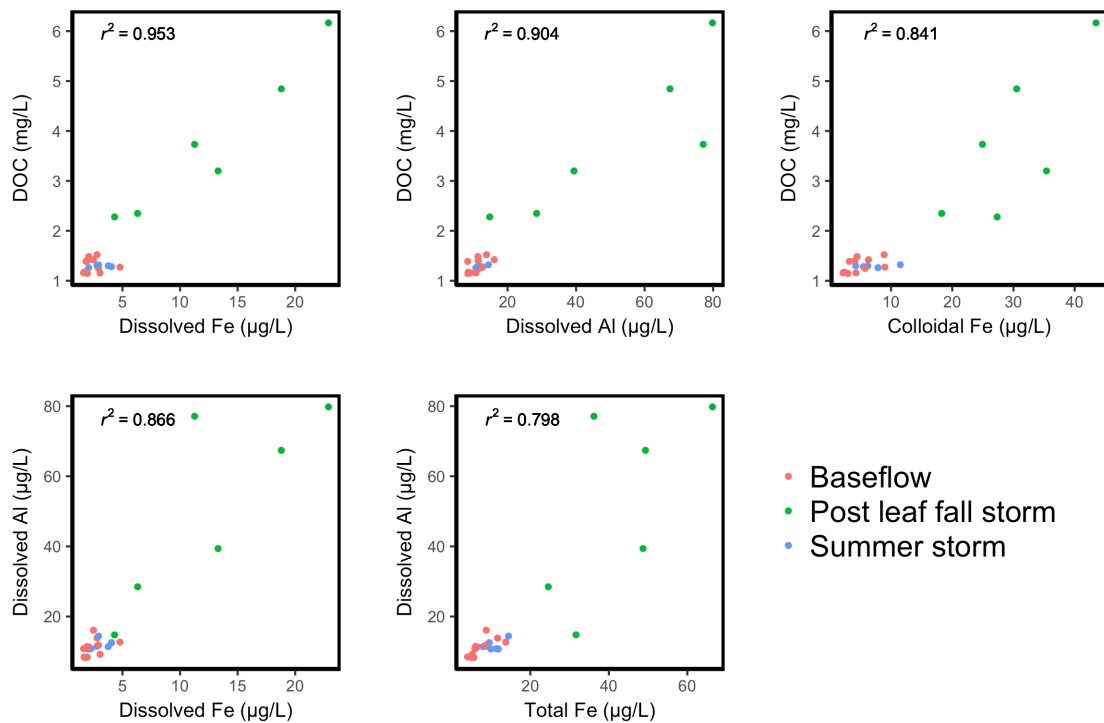 r² = 0.953
DOC (mg/L)
6
5
4
3
2
1
5 10 15 20
Dissolved Fe (µg/L)
r² = 0.904
DOC (mg/L)
6
5
4
3
2
1
20 40 60 80
Dissolved Al (µg/L)
r² = 0.841
DOC (mg/L)
6
5
4
3
2
1
10 20 30 40
Colloidal Fe (µg/L)
r² = 0.866
Dissolved Al (µg/L)
80
60
40
20
5 10 15 20
Dissolved Fe (µg/L)
r² = 0.798
Dissolved Al (µg/L)
80
60
40
20
20 40 60
Total Fe (µg/L)
Baseflow
Post leaf fall storm
Summer storm